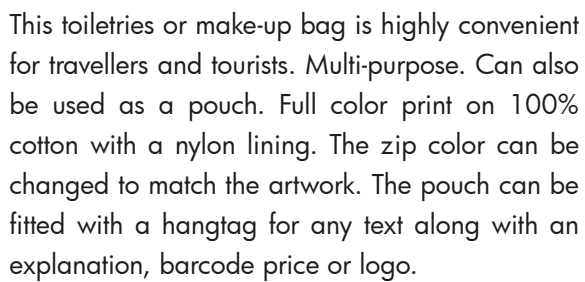 This toiletries or make-up bag is highly convenient
for travellers and tourists. Multi-purpose. Can also
be used as a pouch. Full color print on 100%
cotton with a nylon lining. The zip color can be
changed to match the artwork. The pouch can be
fitted with a hangtag for any text along with an
explanation, barcode price or logo.